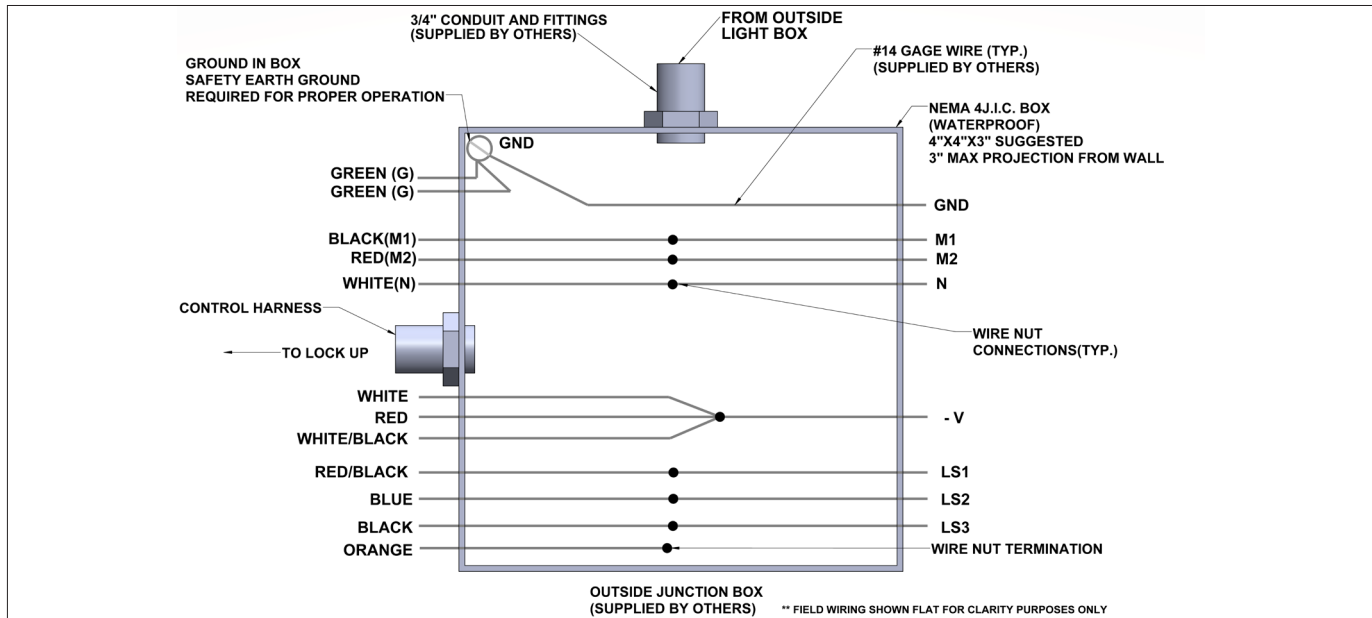 3/4" CONDUIT AND FITTINGS
(SUPPLIED BY OTHERS)
FROM OUTSIDE
LIGHT BOX
#14 GAGE WIRE (TYP.)
(SUPPLIED BY OTHERS)
GROUND IN BOX
SAFETY EARTH GROUND
REQUIRED FOR PROPER OPERATION
NEMA 4J.I.C. BOX
(WATERPROOF)
4"X4"X3" SUGGESTED
3" MAX PROJECTION FROM WALL
GND
GREEN (G)
GREEN (G)
GND
BLACK(M1)
M1
RED(M2)
M2
WHITE(N)
N
CONTROL HARNESS
WIRE NUT
CONNECTIONS(TYP.)
TO LOCK UP
WHITE
RED
- V
WHITE/BLACK
RED/BLACK
LS1
BLUE
LS2
BLACK
LS3
ORANGE
WIRE NUT TERMINATION
OUTSIDE JUNCTION BOX
(SUPPLIED BY OTHERS)
** FIELD WIRING SHOWN FLAT FOR CLARITY PURPOSES ONLY